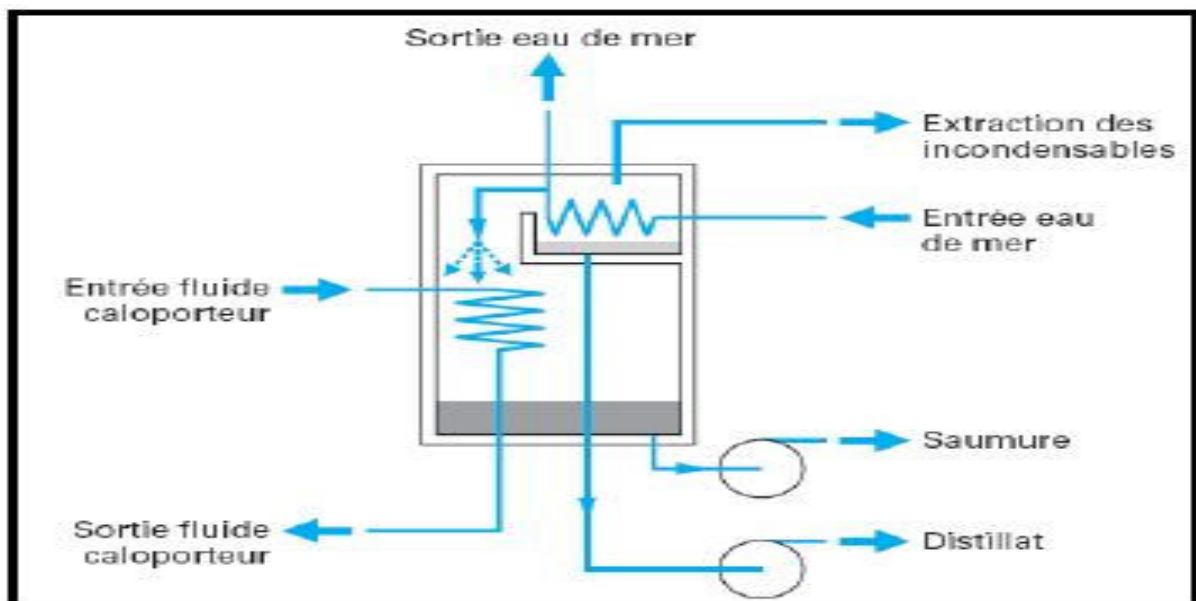 Sortie eau de mer
Extraction des
incondensables
Entrée eau
de mer
Entrée fluide
caloporteur
Saumure
Sortie fluide
caloporteur
Distillat